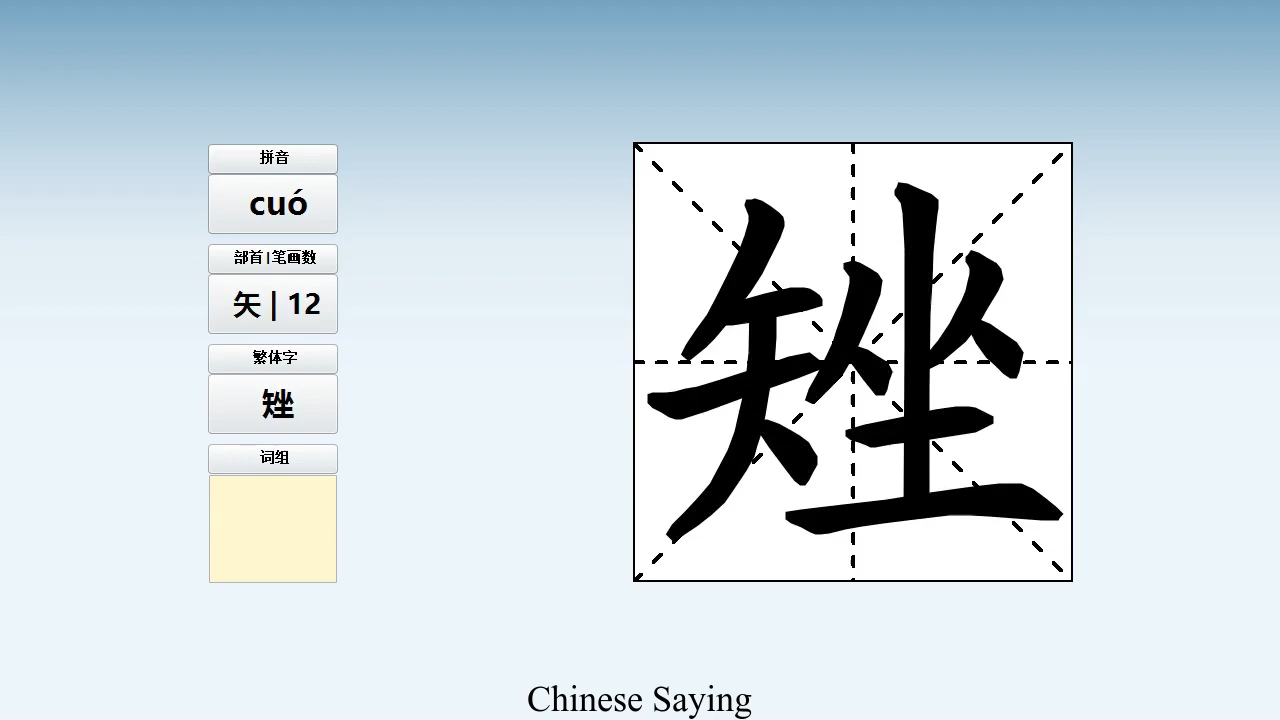 拼音
cuó
部首|笔画数
矢 | 12
繁体字
矬
词组
矬
Chinese Saying